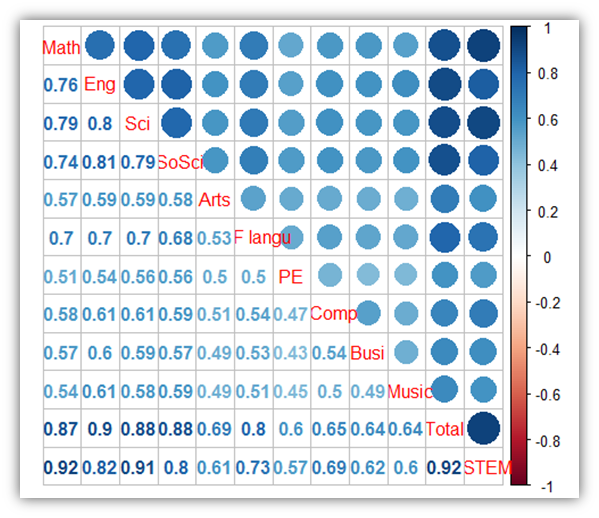 Math
0.76 Eng
0.79 0.8 Sci
0.74 0.81 0.79 SoSci
0.57 0.59 0.59 0.58 Arts
0.7 0.7 0.7 0.68 0.53 F langu
0.51 0.54 0.56 0.56 0.5 0.5 PE
0.58 0.61 0.61 0.59 0.51 0.54 0.47 Comp
0.57 0.6 0.59 0.57 0.49 0.53 0.43 0.54 Busi
0.54 0.61 0.58 0.59 0.49 0.51 0.45 0.5 0.49 Music
0.87 0.9 0.88 0.88 0.69 0.8 0.6 0.65 0.64 0.64 Total
0.92 0.82 0.91 0.8 0.61 0.73 0.57 0.69 0.62 0.6 0.92 STEM
1
0.8
0.6
0.4
0.2
0
-0.2
-0.4
-0.6
-0.8
-1